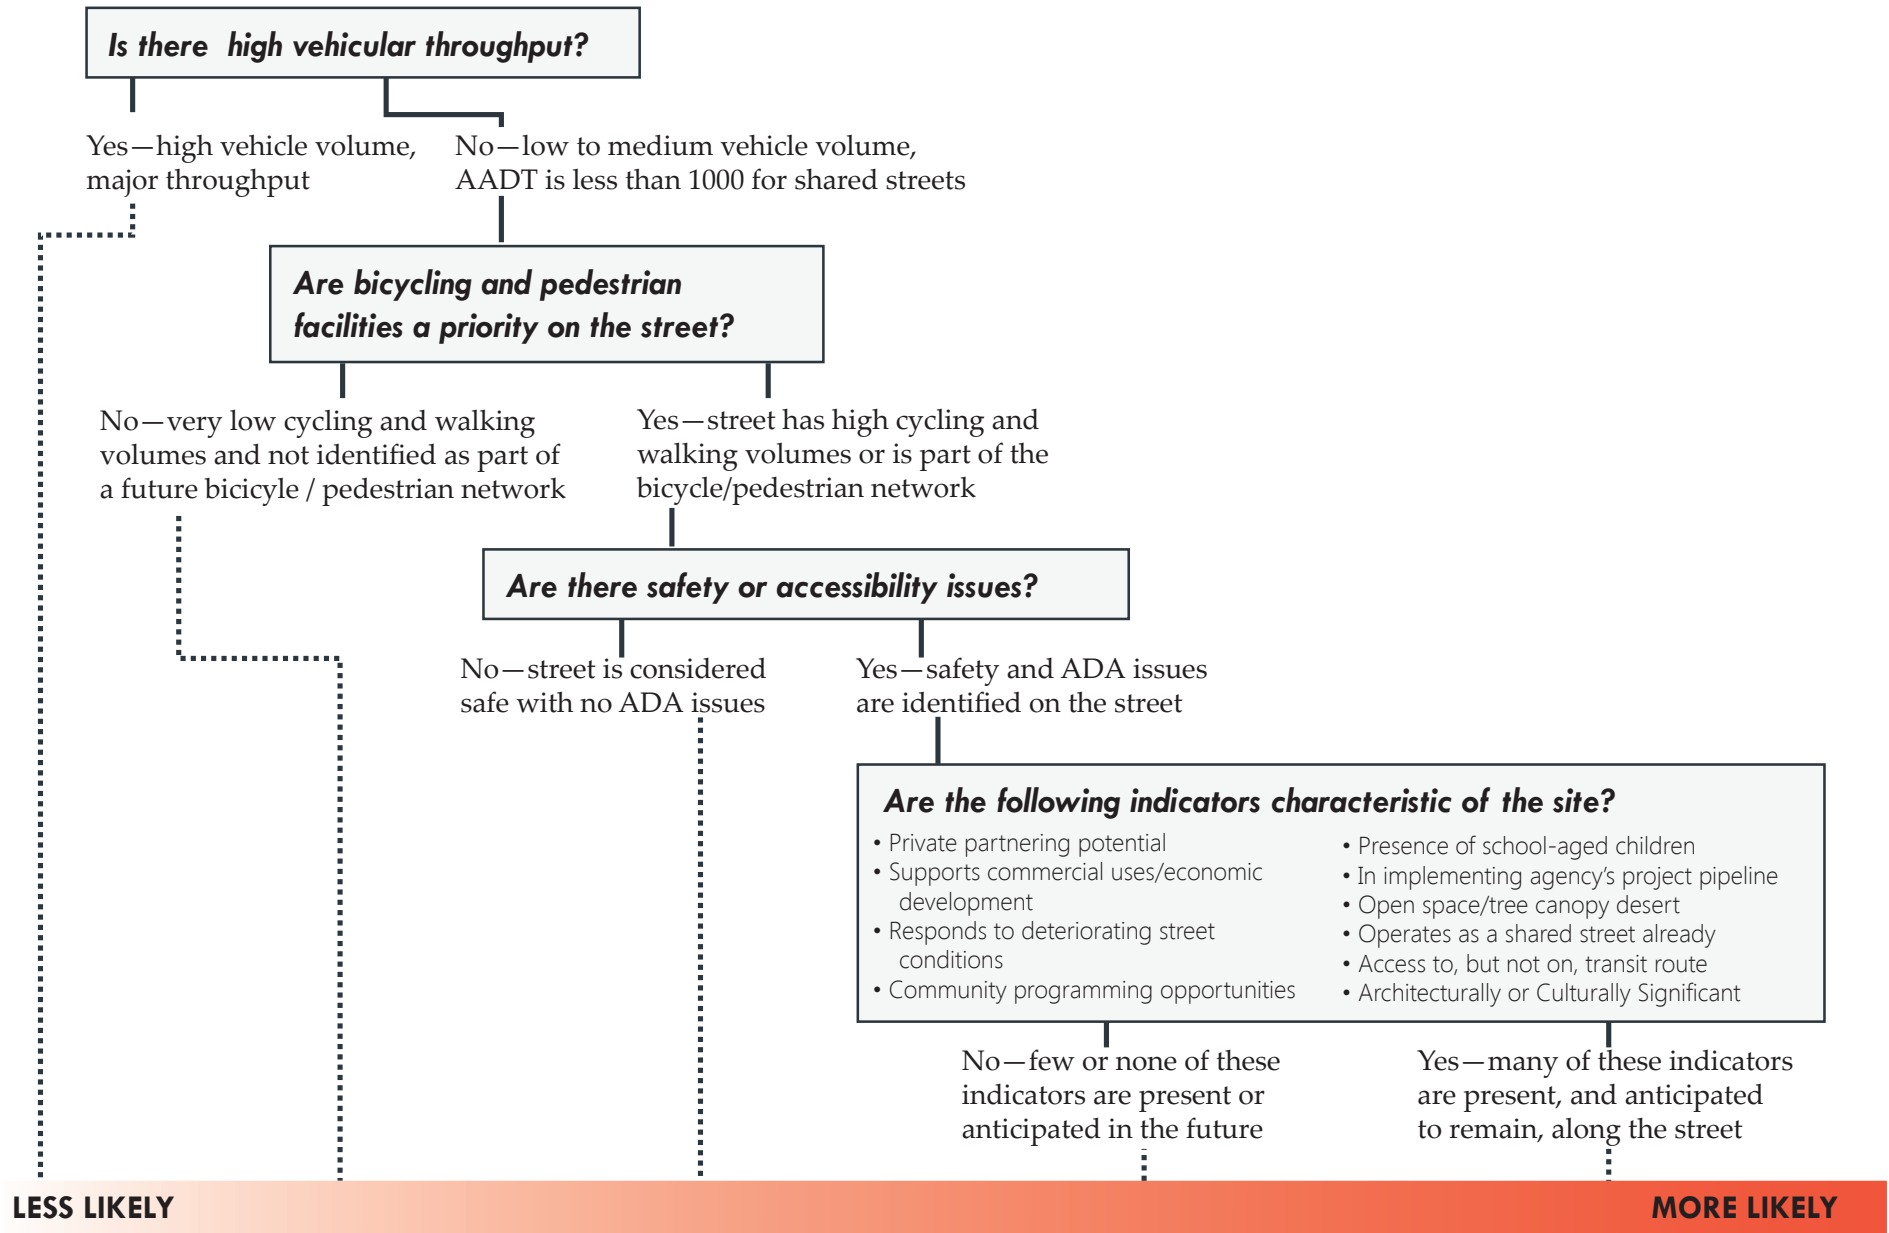 Is there high vehicular throughput?
Yes—high vehicle volume,
major throughput
No—low to medium vehicle volume,
AADT is less than 1000 for shared streets
Are bicycling and pedestrian
facilities a priority on the street?
No—very low cycling and walking
volumes and not identified as part of
a future bicicyle / pedestrian network
Yes—street has high cycling and
walking volumes or is part of the
bicycle/pedestrian network
Are there safety or accessibility issues?
No—street is considered
safe with no ADA issues
Yes—safety and ADA issues
are identified on the street
Are the following indicators characteristic of the site?
• Private partnering potential
• Supports commercial uses/economic
development
• Responds to deteriorating street
conditions
• Community programming opportunities
• Presence of school-aged children
• In implementing agency's project pipeline
• Open space/tree canopy desert
• Operates as a shared street already
• Access to, but not on, transit route
• Architecturally or Culturally Significant
No—few or none of these
indicators are present or
anticipated in the future
Yes—many of these indicators
are present, and anticipated
to remain, along the street
LESS LIKELY
MORE LIKELY